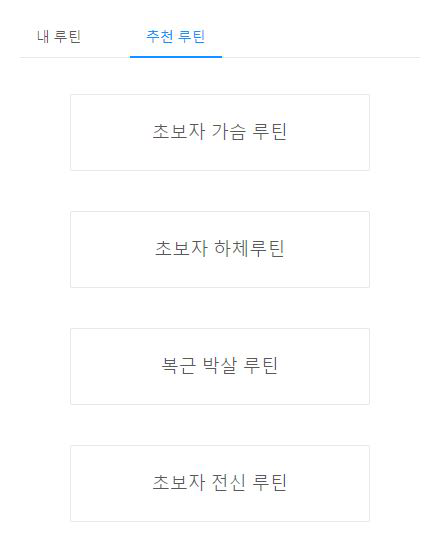 내 루틴 추천 루틴
초보자 가슴 루틴
초보자 하체루틴
복근 박살 루틴
초보자 전신 루틴